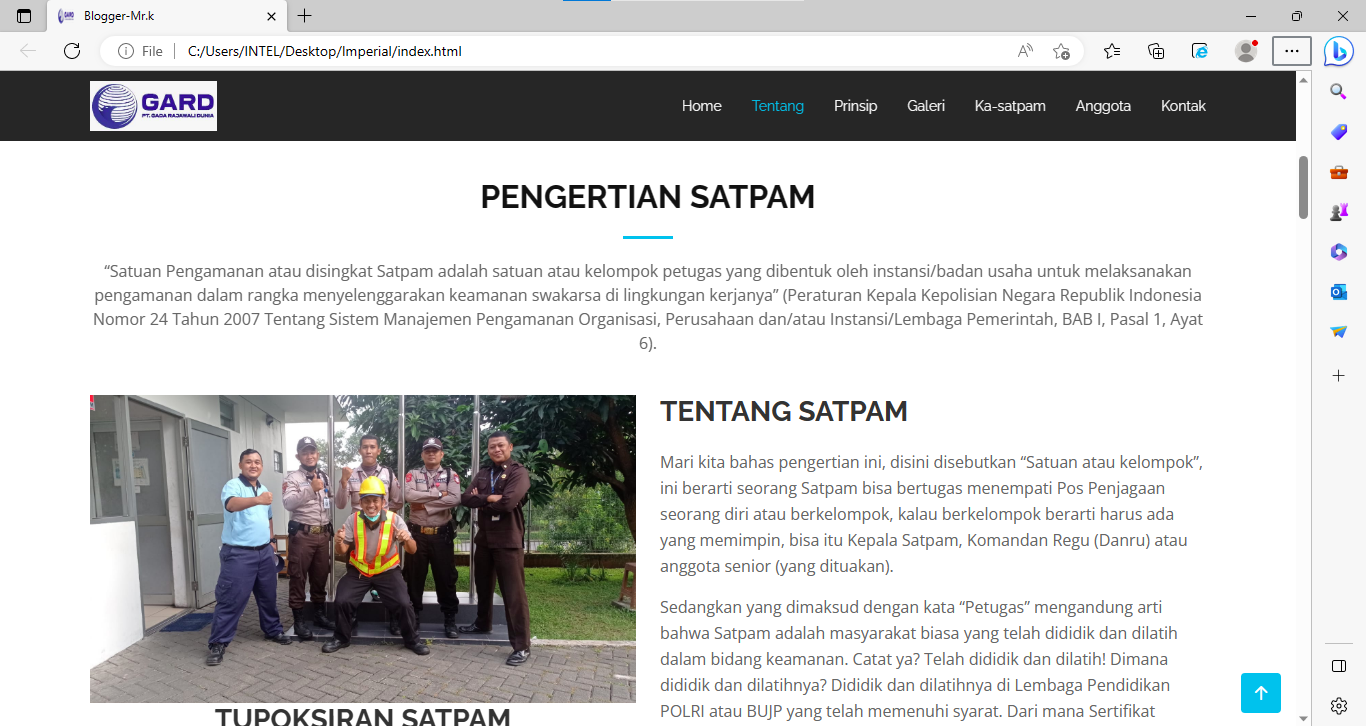 Blogger-Mr.k
File
C:/Users/INTEL/Desktop/Imperial/index.html
GARD
PT. GADA RAJAWALI DUNIA
Home Tentang Prinsip Galeri Ka-satpam Anggota Kontak
PENGERTIAN SATPAM
“Satuan Pengamanan atau disingkat Satpam adalah satuan atau kelompok petugas yang dibentuk oleh instansi/badan usaha untuk melaksanakan
pengamanan dalam rangka menyelenggarakan keamanan swakarsa di lingkungan kerjanya” (Peraturan Kepala Kepolisian Negara Republik Indonesia
Nomor 24 Tahun 2007 Tentang Sistem Manajemen Pengamanan Organisasi, Perusahaan dan/atau Instansi/Lembaga Pemerintah, BAB I, Pasal 1, Ayat
6).
TENTANG SATPAM
Mari kita bahas pengertian ini, disini disebutkan “Satuan atau kelompok”,
ini berarti seorang Satpam bisa bertugas menempati Pos Penjagaan
seorang diri atau berkelompok, kalau berkelompok berarti harus ada
yang memimpin, bisa itu Kepala Satpam, Komandan Regu (Danru) atau
anggota senior (yang dituakan).
Sedangkan yang dimaksud dengan kata “Petugas” mengandung arti
bahwa Satpam adalah masyarakat biasa yang telah dididik dan dilatih
dalam bidang keamanan. Catat ya? Telah dididik dan dilatih! Dimana
dididik dan dilatihnya? Dididik dan dilatihnya di Lembaga Pendidikan
POLRI atau BUJP yang telah memenuhi syarat. Dari mana Sertifikat
TUPOKSIRAN SATPAM